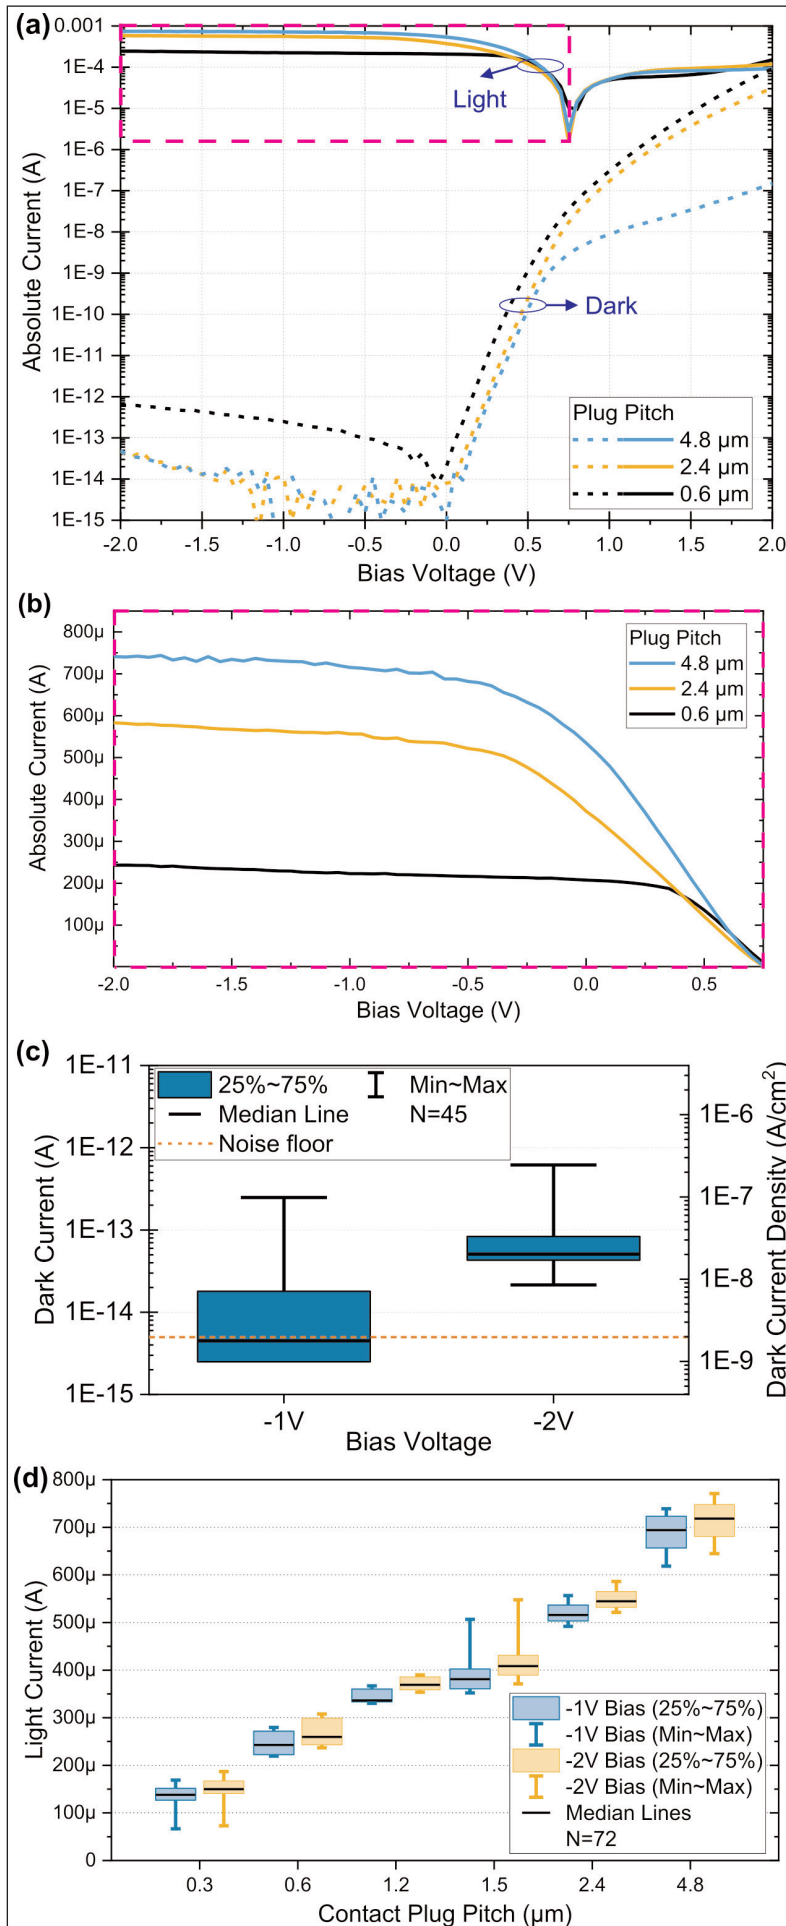 (a)
0.001
1E-4
1E-5
1E-6
1E-7
1E-8
1E-9
1E-10
1E-11
1E-12
1E-13
1E-14
1E-15
Absolute Current (A)
Light
Dark
Plug Pitch
4.8 µm
2.4 µm
0.6 µm
-2.0 -1.5 -1.0 -0.5 0.0 0.5 1.0 1.5 2.0
Bias Voltage (V)
(b)
800µ
700µ
600µ
500µ
400µ
300µ
200µ
100µ
Absolute Current (A)
Plug Pitch
4.8 µm
2.4 µm
0.6 µm
-2.0 -1.5 -1.0 -0.5 0.0 0.5
Bias Voltage (V)
(c)
1E-11
1E-12
1E-13
1E-14
1E-15
Dark Current (A)
25%~75% Min~Max
Median Line N=45
Noise floor
1E-6
1E-7
1E-8
1E-9
Dark Current Density (A/cm²)
-1V -2V
Bias Voltage
(d)
800µ
700µ
600µ
500µ
400µ
300µ
200µ
100µ
0
Light Current (A)
-1V Bias (25%~75%)
-1V Bias (Min~Max)
-2V Bias (25%~75%)
-2V Bias (Min~Max)
Median Lines
N=72
0.3 0.6 1.2 1.5 2.4 4.8
Contact Plug Pitch (µm)